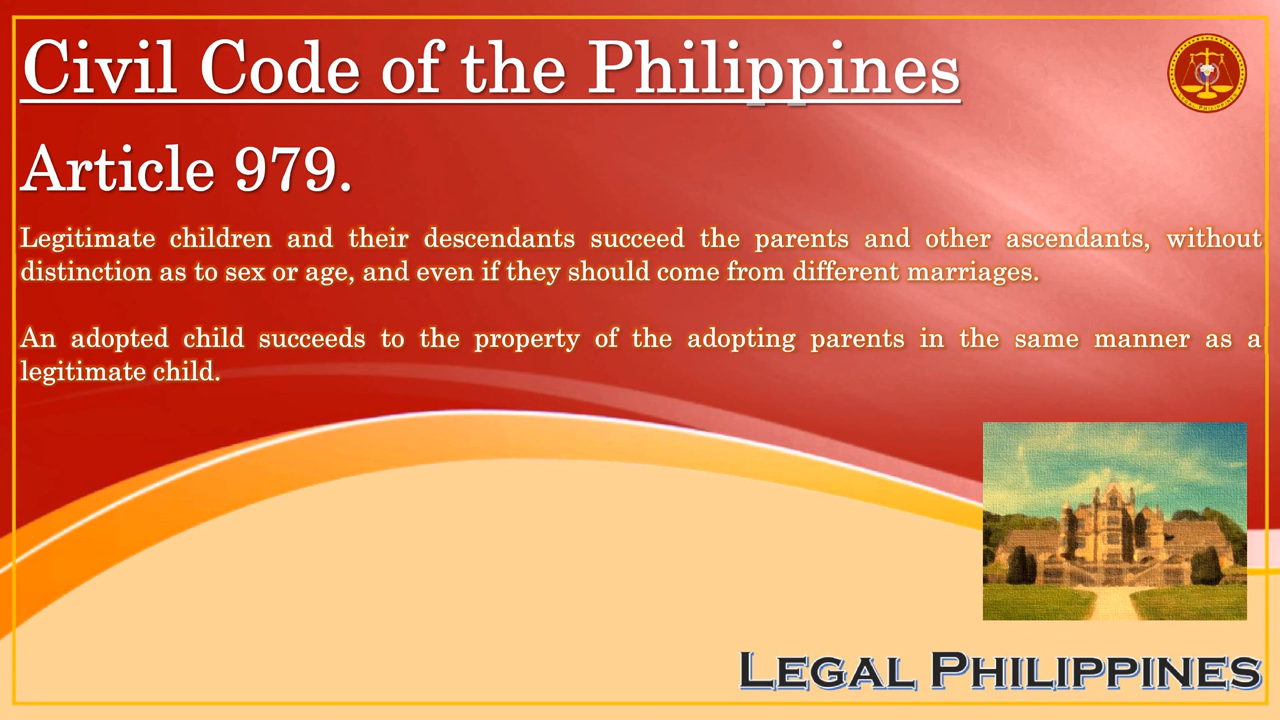 Civil Code of the Philippines
Article 979.
Legitimate children and their descendants succeed the parents and other ascendants, without
distinction as to sex or age, and even if they should come from different marriages.
An adopted child succeeds to the property of the adopting parents in the same manner as a
legitimate child.
LEGAL PHILIPPINES
LEGAL PHILIPPINES